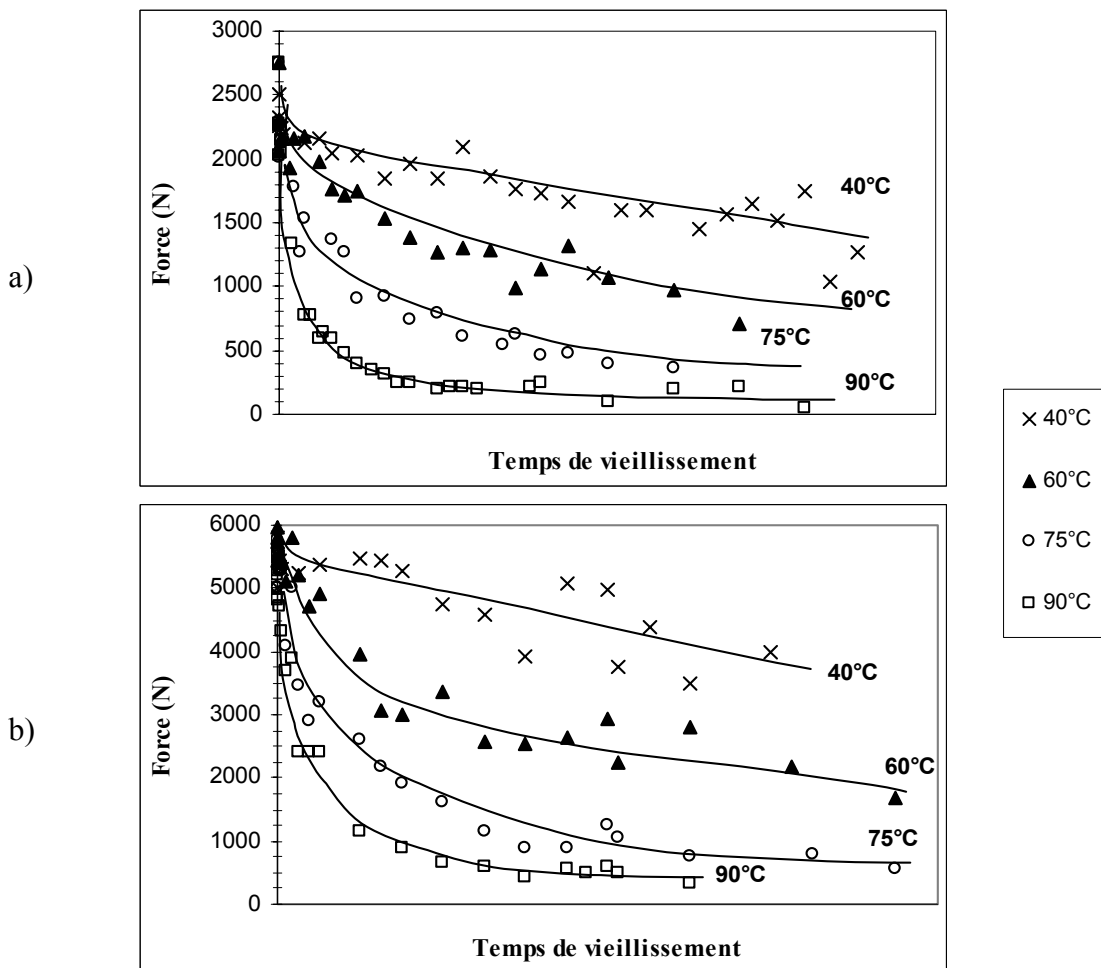 a)
Force (N)
3000
2500
2000
1500
1000
500
0
40°C
60°C
75°C
90°C
Temps de vieillissement
b)
Force (N)
6000
5000
4000
3000
2000
1000
0
40°C
60°C
75°C
90°C
Temps de vieillissement
40°C
60°C
75°C
90°C